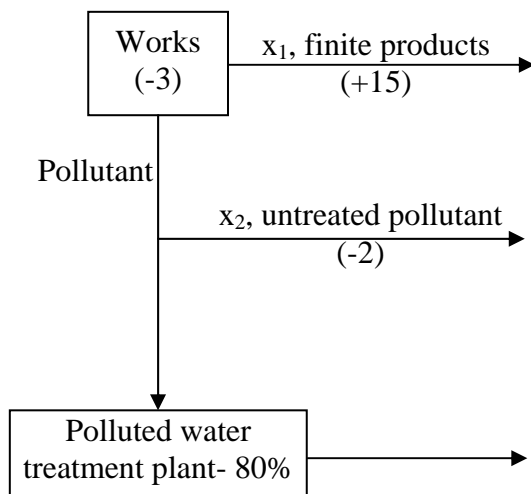 Works
(-3)
x₁, finite products
(+15)
Pollutant
x₂, untreated pollutant
(-2)
Polluted water
treatment plant- 80%